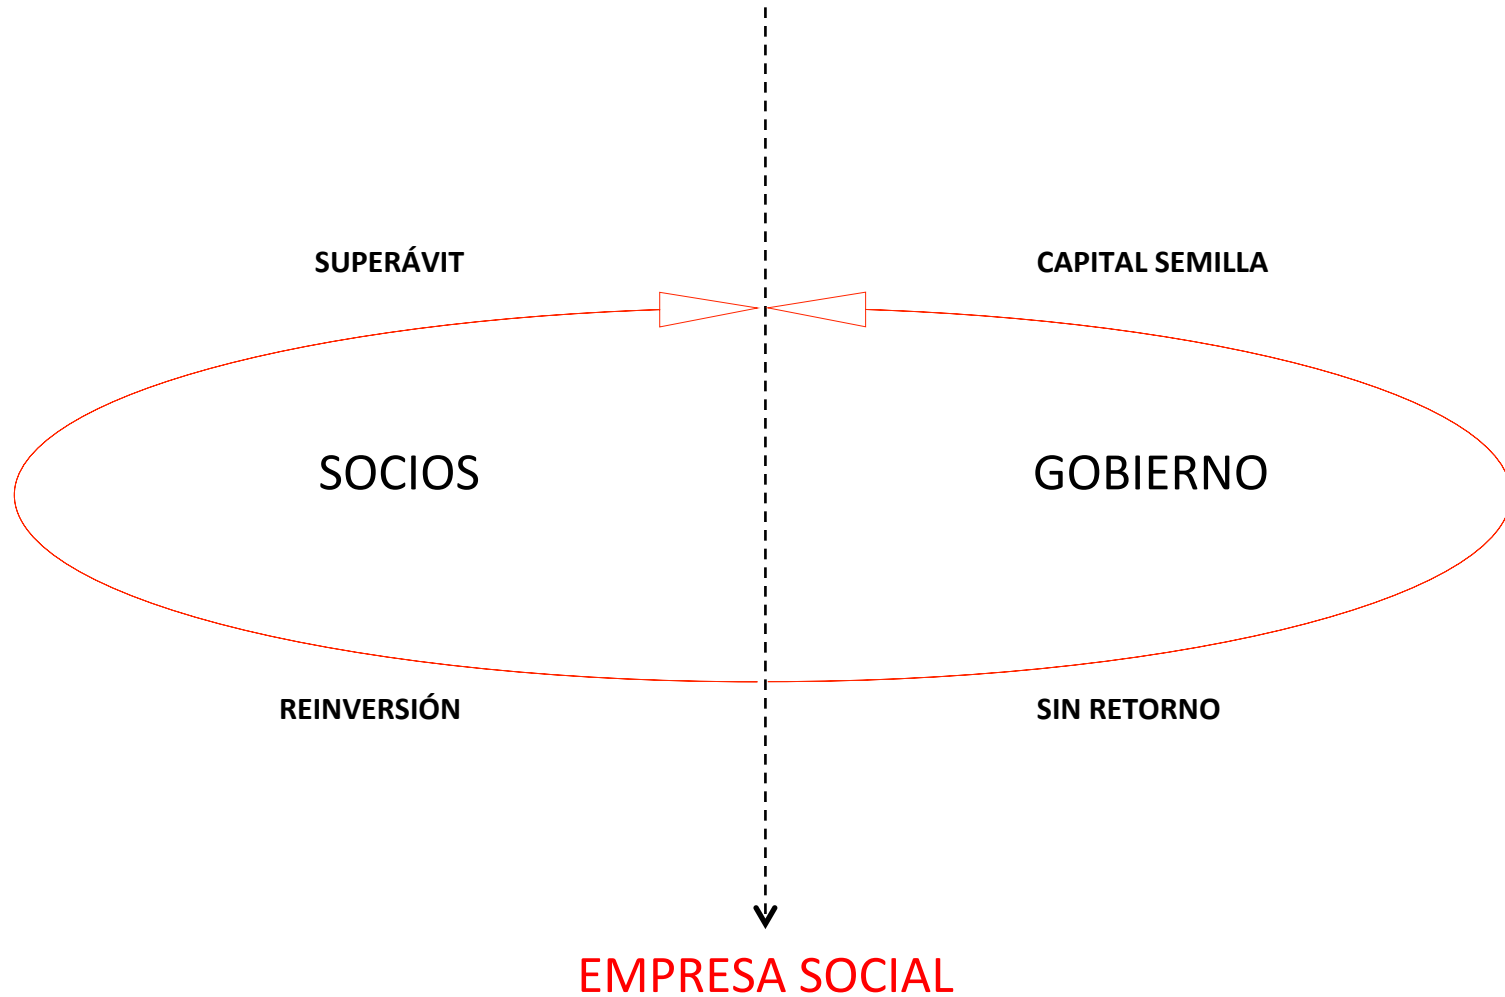 SUPERÁVIT
CAPITAL SEMILLA
SOCIOS
GOBIERNO
REINVERSIÓN
SIN RETORNO
EMPRESA SOCIAL